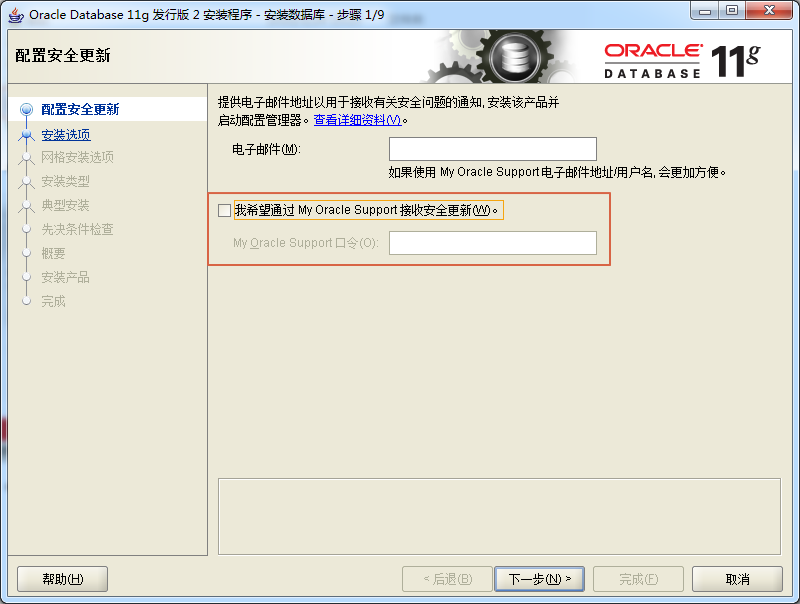 Oracle Database 11g 发行版 2 安装程序 - 安装数据库 - 步骤 1/9
配置安全更新
ORACLE
DATABASE
11g
配置安全更新
安装选项
网格安装选项
安装类型
典型安装
先决条件检查
概要
安装产品
完成
提供电子邮件地址以用于接收有关安全问题的通知, 安装该产品并
启动配置管理器。查看详细资料(V)。
电子邮件(M):
如果使用 My Oracle Support 电子邮件地址/用户名, 会更加方便。
我希望通过 My Oracle Support 接收安全更新(W)。
My Oracle Support 口令(O):
帮助(H)
< 后退(B)
下一步(N) >
完成(F)
取消